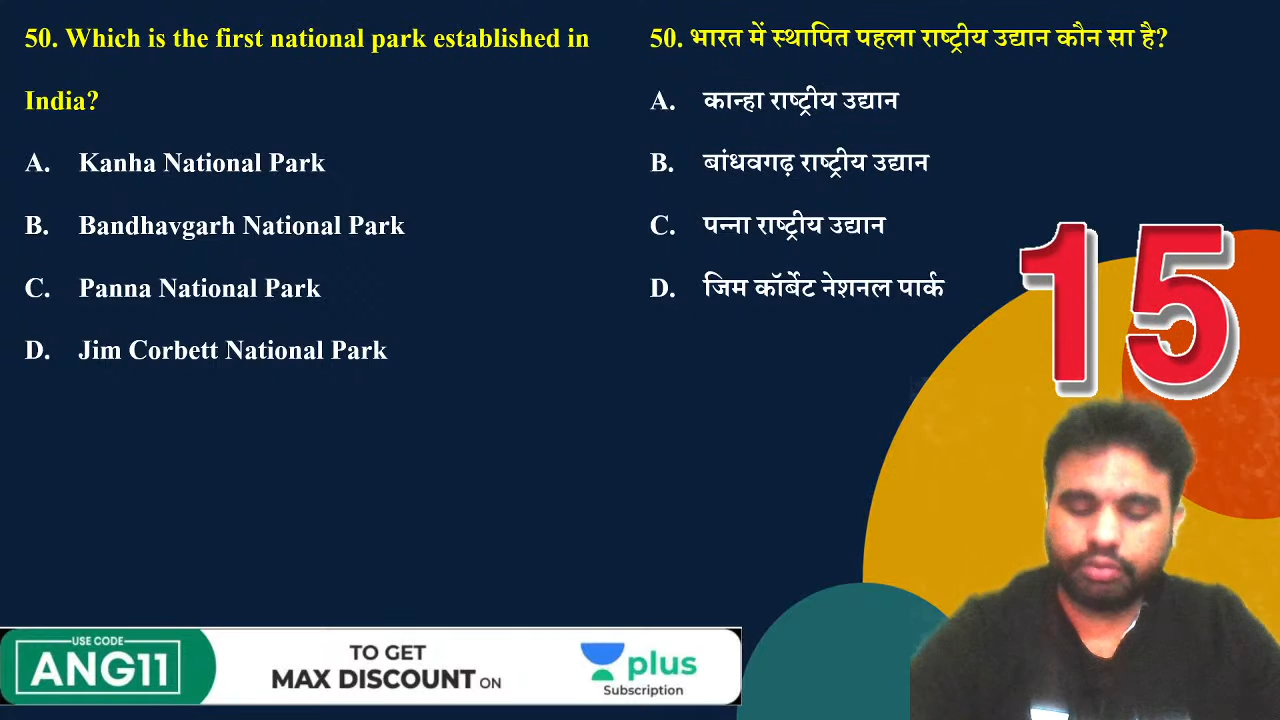 50. Which is the first national park established in
India?
A. Kanha National Park
B. Bandhavgarh National Park
C. Panna National Park
D. Jim Corbett National Park
50. भारत में स्थापित पहला राष्ट्रीय उद्यान कौन सा है?
A. कान्हा राष्ट्रीय उद्यान
B. बांधवगढ़ राष्ट्रीय उद्यान
C. पन्ना राष्ट्रीय उद्यान
D. जिम कॉर्बेट नेशनल पार्क
15
USE CODE
ANG11
TO GET
MAX DISCOUNT ON
plus
Subscription